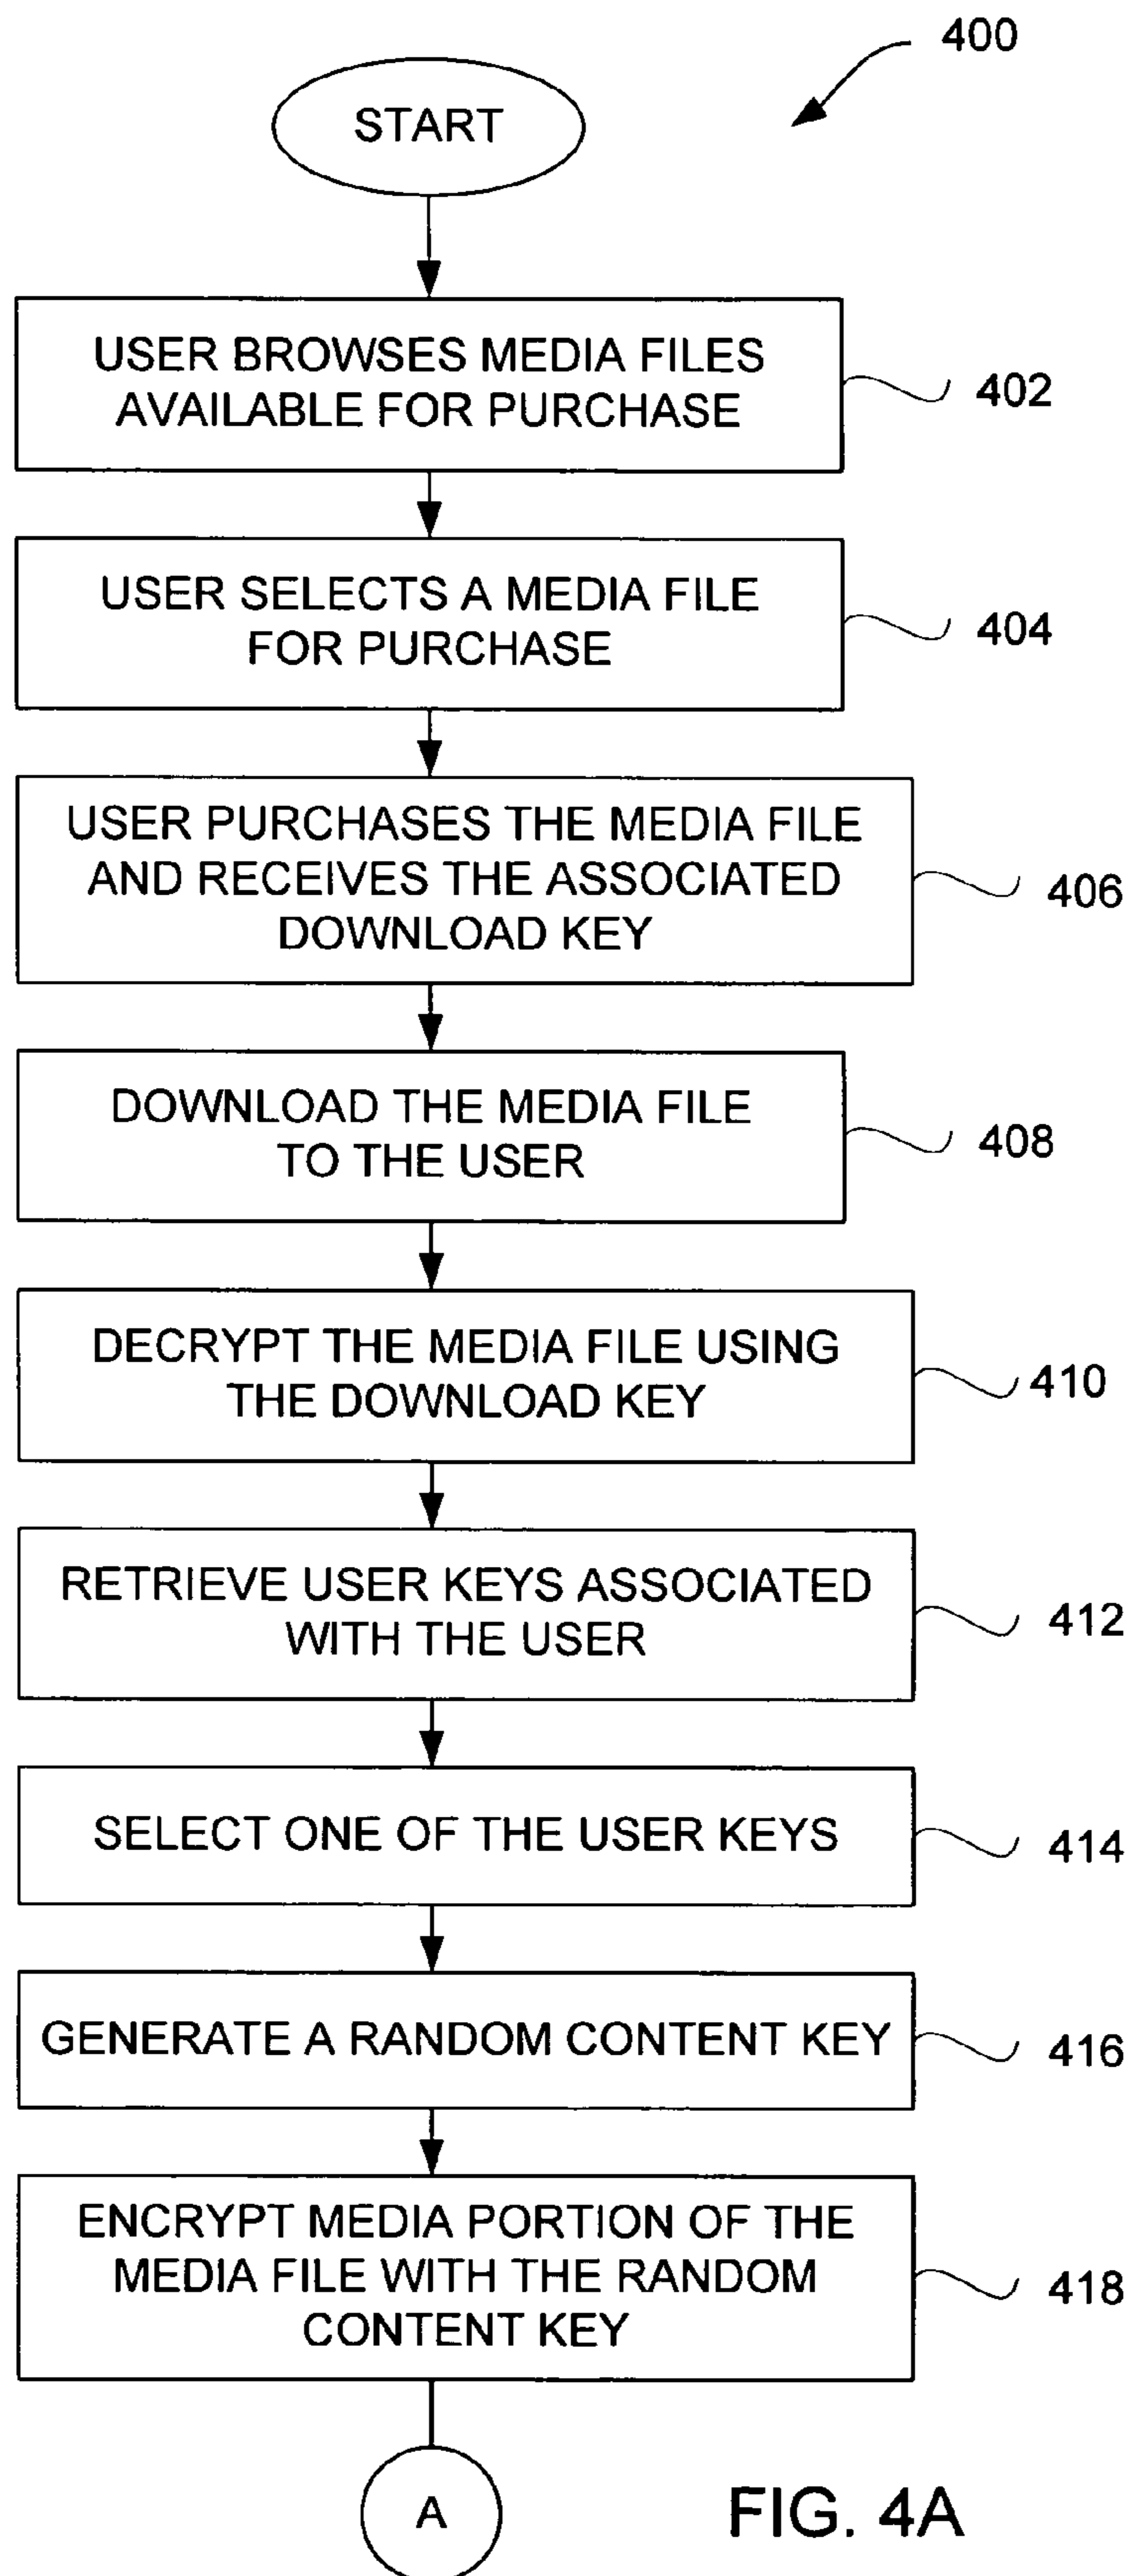 400
START
USER BROWSES MEDIA FILES
AVAILABLE FOR PURCHASE
402
USER SELECTS A MEDIA FILE
FOR PURCHASE
404
USER PURCHASES THE MEDIA FILE
AND RECEIVES THE ASSOCIATED
DOWNLOAD KEY
406
DOWNLOAD THE MEDIA FILE
TO THE USER
408
DECRYPT THE MEDIA FILE USING
THE DOWNLOAD KEY
410
RETRIEVE USER KEYS ASSOCIATED
WITH THE USER
412
SELECT ONE OF THE USER KEYS
414
GENERATE A RANDOM CONTENT KEY
416
ENCRYPT MEDIA PORTION OF THE
MEDIA FILE WITH THE RANDOM
CONTENT KEY
418
A
FIG. 4A